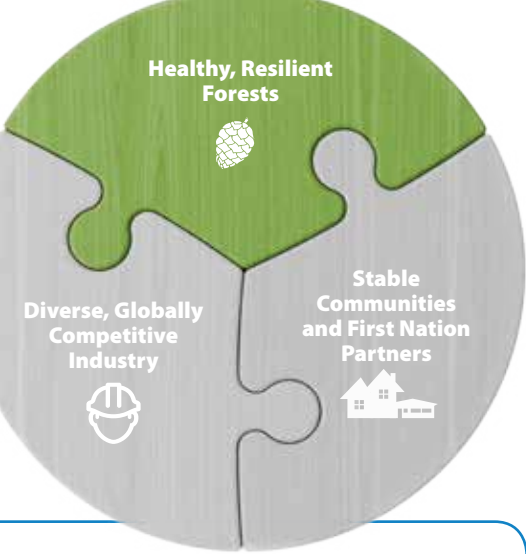 Healthy, Resilient
Forests
Diverse, Globally
Competitive
Industry
Stable
Communities
and First Nation
Partners